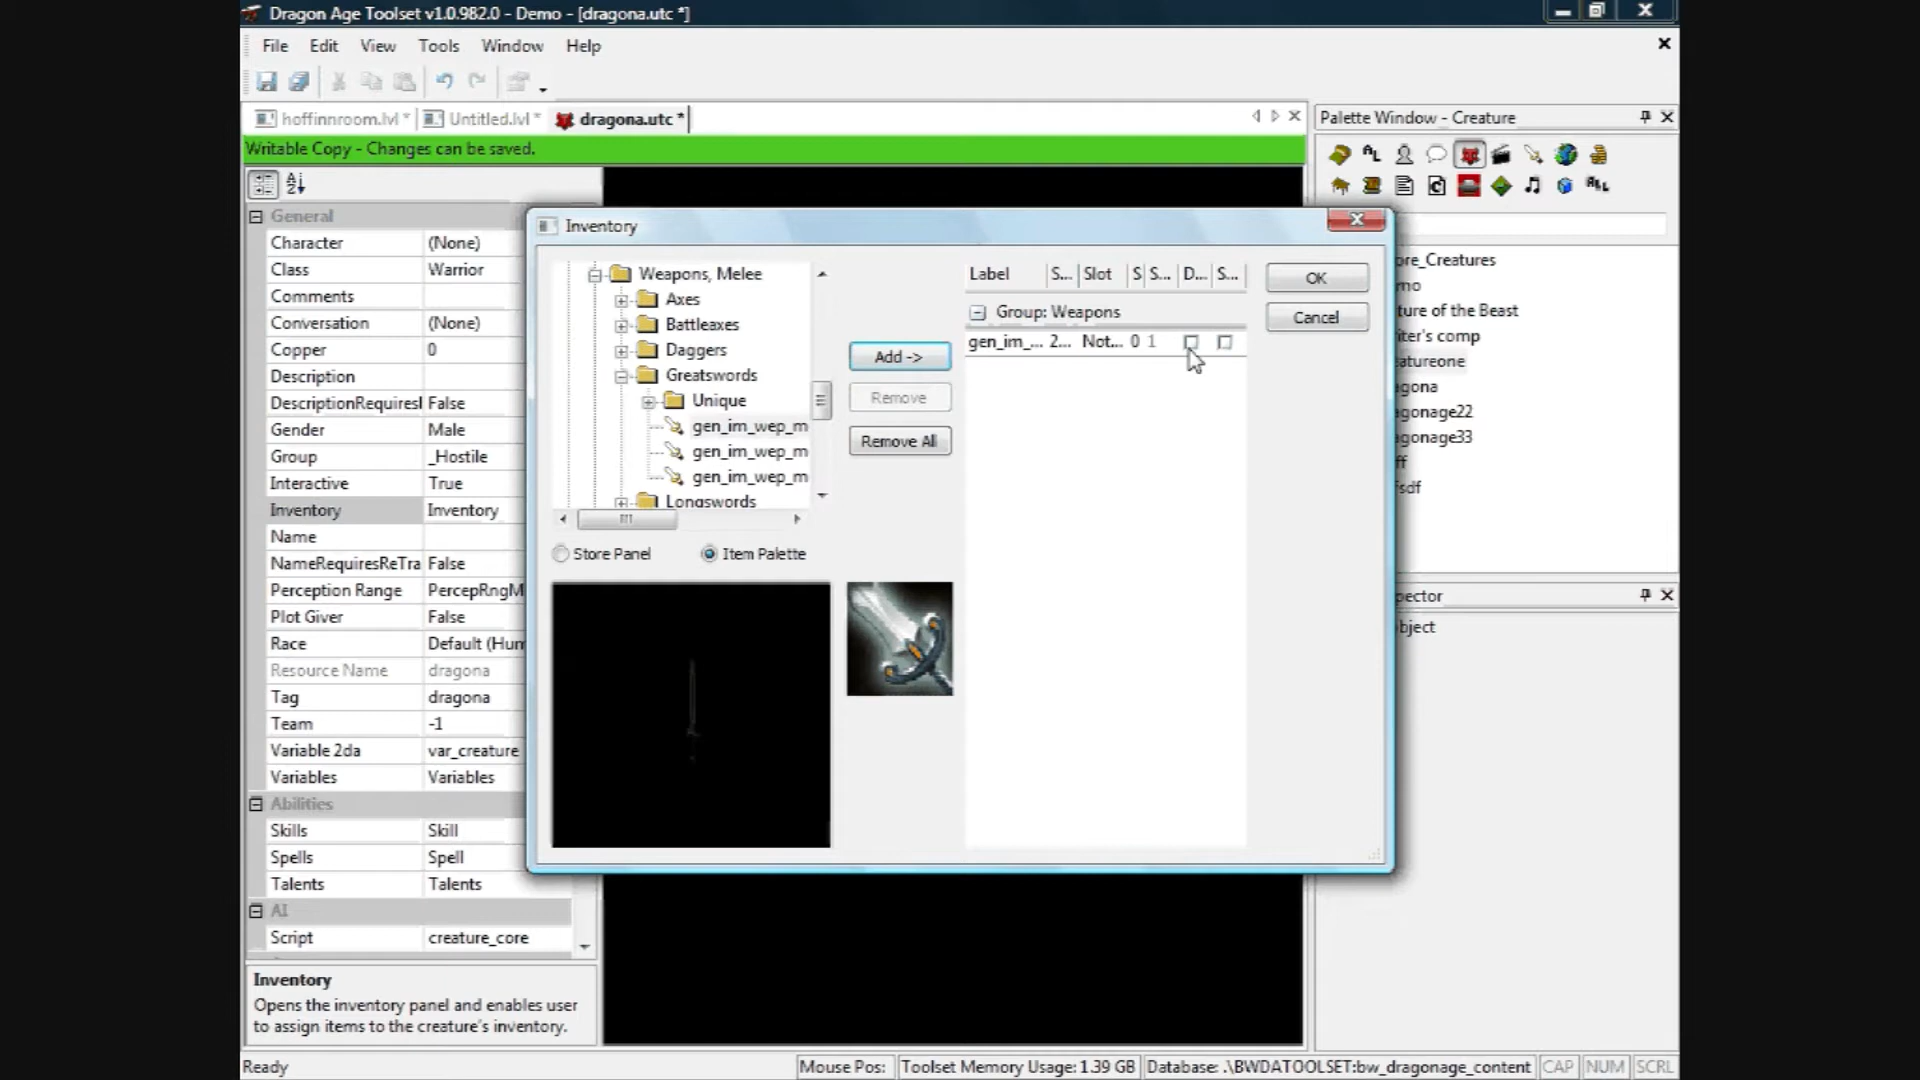 Dragon Age Toolset v1.0.982.0 - Demo - [dragona.utc *]
File Edit View Tools Window Help
hoffinnroom.lvl * Untitled.lvl * dragona.utc *
Writable Copy - Changes can be saved.
General
Character (None)
Class Warrior
Comments
Conversation (None)
Copper 0
Description
DescriptionRequiresl False
Gender Male
Group _Hostile
Interactive True
Inventory Inventory
Name
NameRequiresReTra False
Perception Range PercepRngM
Plot Giver False
Race Default (Hum
Resource Name dragona
Tag dragona
Team -1
Variable 2da var_creature
Variables Variables
Abilities
Skills Skill
Spells Spell
Talents Talents
AI
Script creature_core
Inventory
Opens the inventory panel and enables user
to assign items to the creature's inventory.
Inventory
Weapons, Melee
Axes
Battleaxes
Daggers
Greatswords
Unique
gen_im_wep_m
gen_im_wep_m
gen_im_wep_m
Longswords
Store Panel Item Palette
Add ->
Remove
Remove All
Label S... Slot S S... D... S...
Group: Weapons
gen_im_... 2... Not... 0 1
OK
Cancel
Palette Window - Creature
ore_Creatures
mo
ture of the Beast
iter's comp
eatureone
agona
agonage22
agonage33
ff
fsdf
pector
bject
Ready Mouse Pos: Toolset Memory Usage: 1.39 GB Database: .\BWDATOOLSET:bw_dragonage_content CAP NUM SCRL